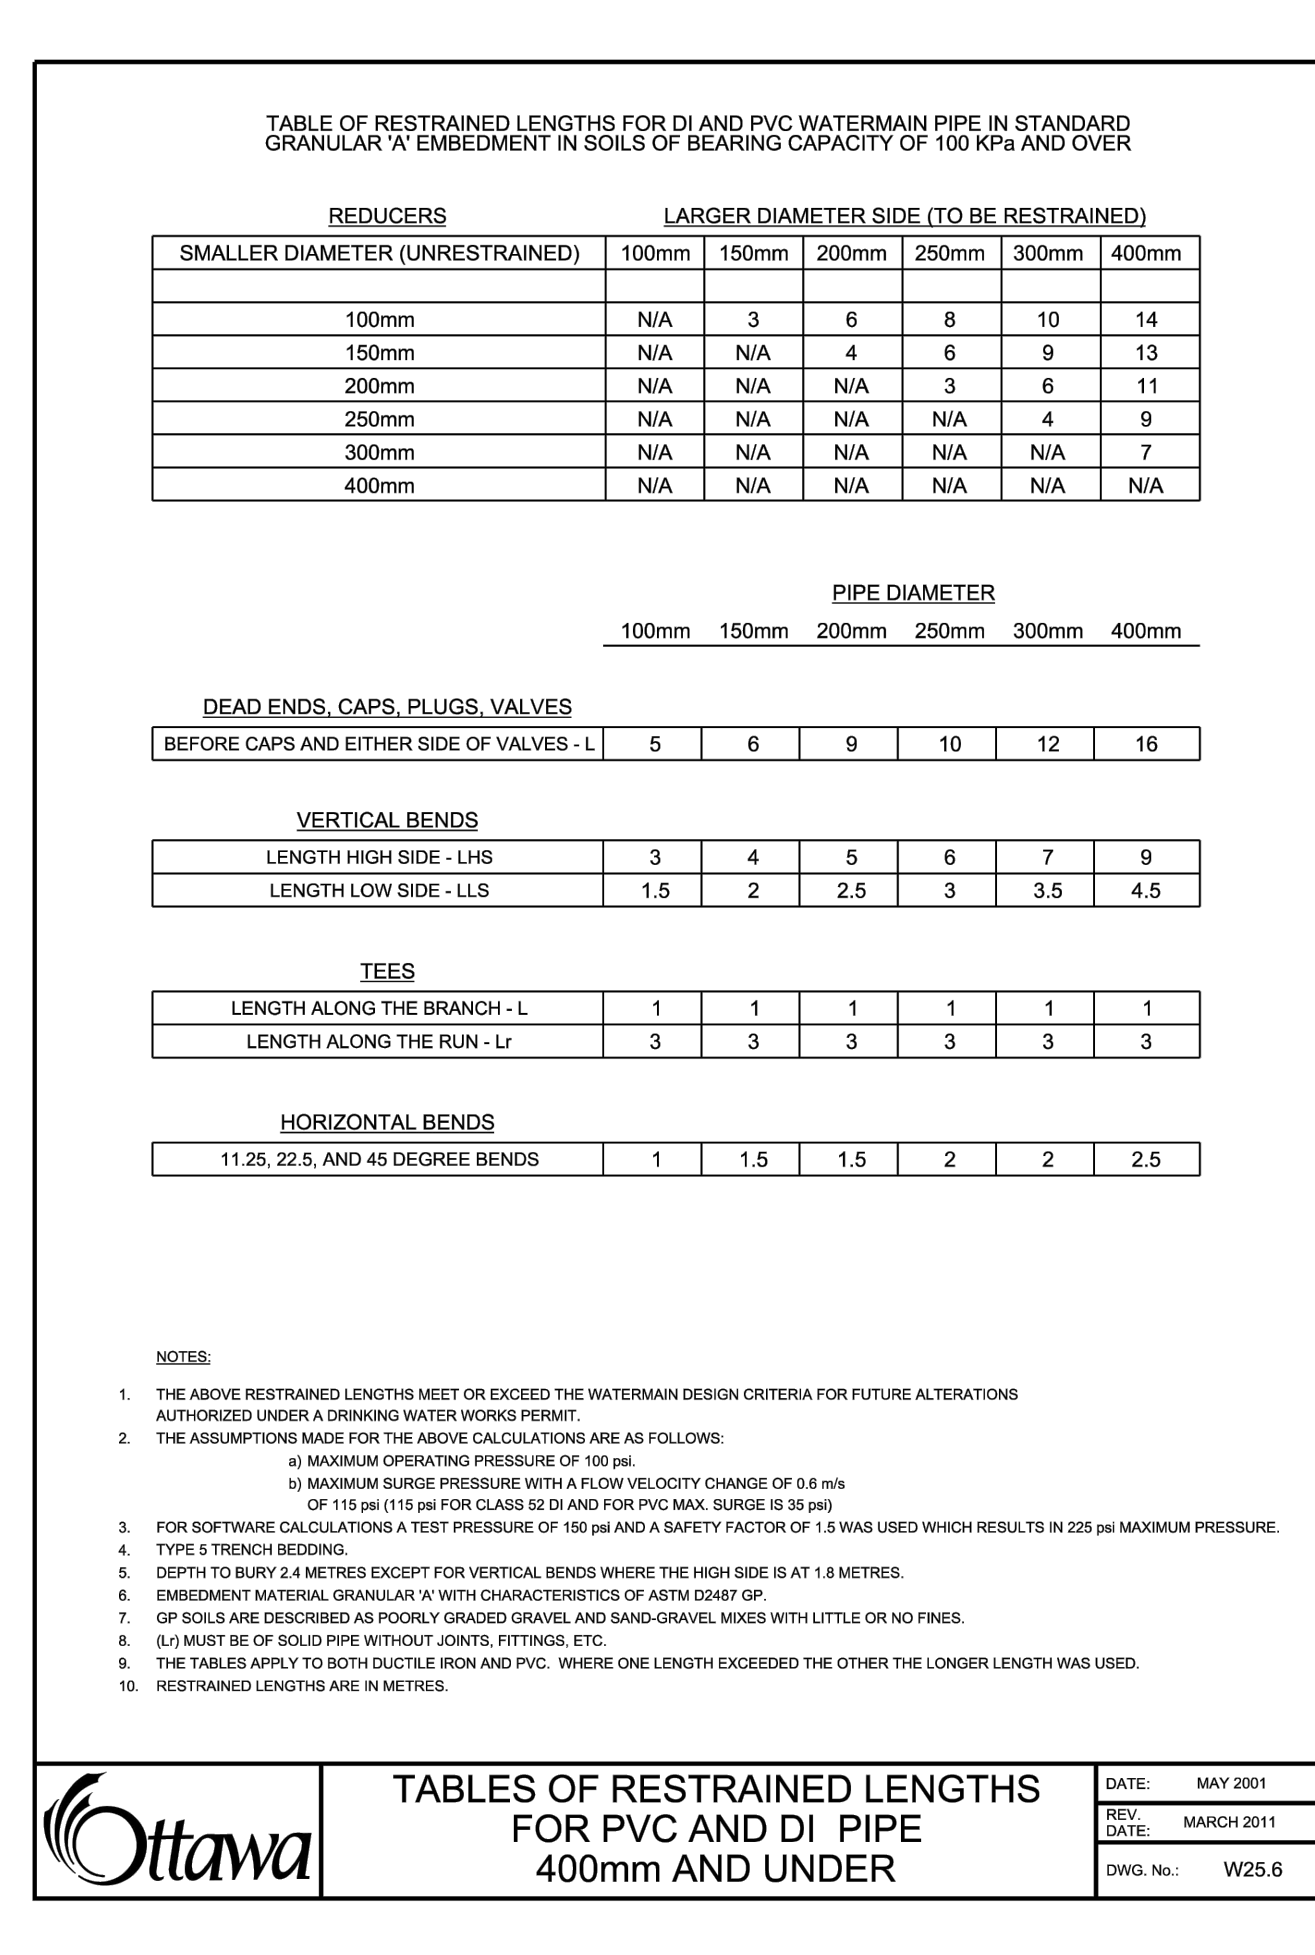 TABLE OF RESTRAINED LENGTHS FOR DI AND PVC WATERMAIN PIPE IN STANDARD
GRANULAR 'A' EMBEDMENT IN SOILS OF BEARING CAPACITY OF 100 KPa AND OVER
REDUCERS LARGER DIAMETER SIDE (TO BE RESTRAINED)
SMALLER DIAMETER (UNRESTRAINED) 100mm 150mm 200mm 250mm 300mm 400mm
100mm N/A 3 6 8 10 14
150mm N/A N/A 4 6 9 13
200mm N/A N/A N/A 3 6 11
250mm N/A N/A N/A N/A 4 9
300mm N/A N/A N/A N/A N/A 7
400mm N/A N/A N/A N/A N/A N/A
PIPE DIAMETER
100mm 150mm 200mm 250mm 300mm 400mm
DEAD ENDS, CAPS, PLUGS, VALVES
BEFORE CAPS AND EITHER SIDE OF VALVES - L 5 6 9 10 12 16
VERTICAL BENDS
LENGTH HIGH SIDE - LHS 3 4 5 6 7 9
LENGTH LOW SIDE - LLS 1.5 2 2.5 3 3.5 4.5
TEES
LENGTH ALONG THE BRANCH - L 1 1 1 1 1 1
LENGTH ALONG THE RUN - Lr 3 3 3 3 3 3
HORIZONTAL BENDS
11.25, 22.5, AND 45 DEGREE BENDS 1 1.5 1.5 2 2 2.5
NOTES:
1. THE ABOVE RESTRAINED LENGTHS MEET OR EXCEED THE WATERMAIN DESIGN CRITERIA FOR FUTURE ALTERATIONS
AUTHORIZED UNDER A DRINKING WATER WORKS PERMIT.
2. THE ASSUMPTIONS MADE FOR THE ABOVE CALCULATIONS ARE AS FOLLOWS:
a) MAXIMUM OPERATING PRESSURE OF 100 psi.
b) MAXIMUM SURGE PRESSURE WITH A FLOW VELOCITY CHANGE OF 0.6 m/s
OF 115 psi (115 psi FOR CLASS 52 DI AND FOR PVC MAX. SURGE IS 35 psi)
3. FOR SOFTWARE CALCULATIONS A TEST PRESSURE OF 150 psi AND A SAFETY FACTOR OF 1.5 WAS USED WHICH RESULTS IN 225 psi MAXIMUM PRESSURE.
4. TYPE 5 TRENCH BEDDING.
5. DEPTH TO BURY 2.4 METRES EXCEPT FOR VERTICAL BENDS WHERE THE HIGH SIDE IS AT 1.8 METRES.
6. EMBEDMENT MATERIAL GRANULAR 'A' WITH CHARACTERISTICS OF ASTM D2487 GP.
7. GP SOILS ARE DESCRIBED AS POORLY GRADED GRAVEL AND SAND-GRAVEL MIXES WITH LITTLE OR NO FINES.
8. (Lr) MUST BE OF SOLID PIPE WITHOUT JOINTS, FITTINGS, ETC.
9. THE TABLES APPLY TO BOTH DUCTILE IRON AND PVC. WHERE ONE LENGTH EXCEEDED THE OTHER THE LONGER LENGTH WAS USED.
10. RESTRAINED LENGTHS ARE IN METRES.
Ottawa
TABLES OF RESTRAINED LENGTHS
FOR PVC AND DI PIPE
400mm AND UNDER
DATE: MAY 2001
REV. DATE: MARCH 2011
DWG. No.: W25.6